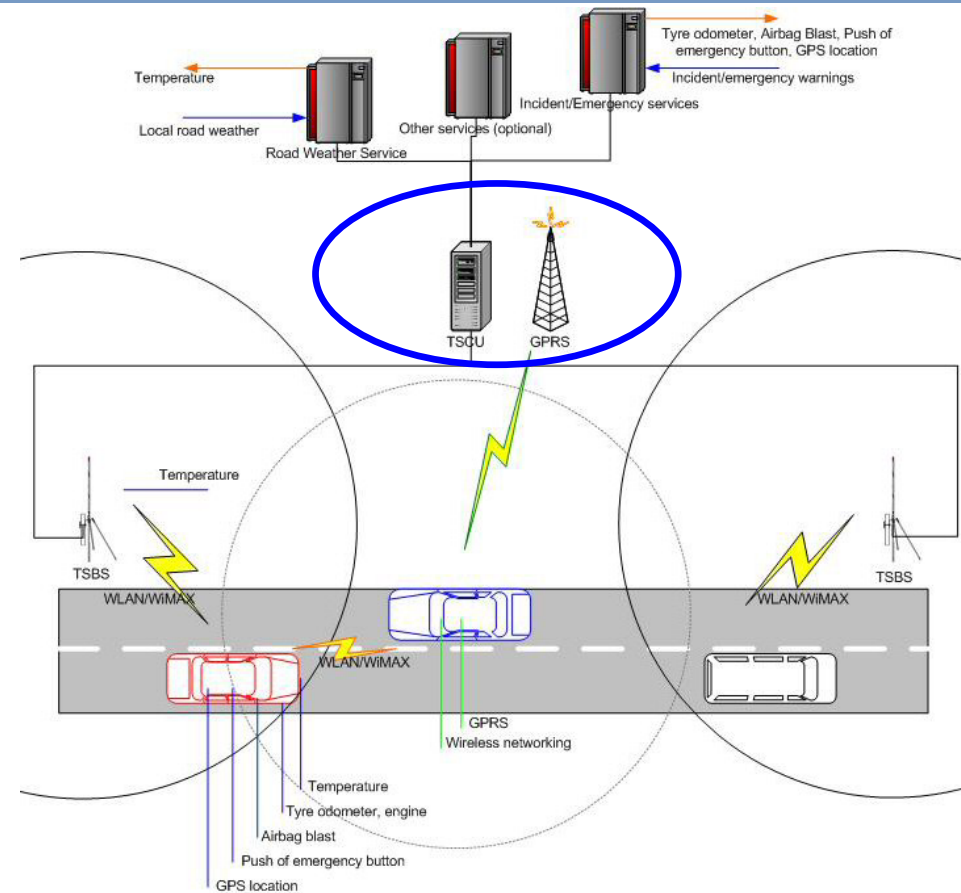 Tyre odometer, Airbag Blast, Push of
emergency button, GPS location
Temperature
Incident/emergency warnings
Incident/Emergency services
Local road weather
Other services (optional)
Road Weather Service
TSCU
GPRS
Temperature
TSBS
TSBS
WLAN/WiMAX
WLAN/WiMAX
WLAN/WiMAX
GPRS
Wireless networking
Temperature
Tyre odometer, engine
Airbag blast
Push of emergency button
GPS location